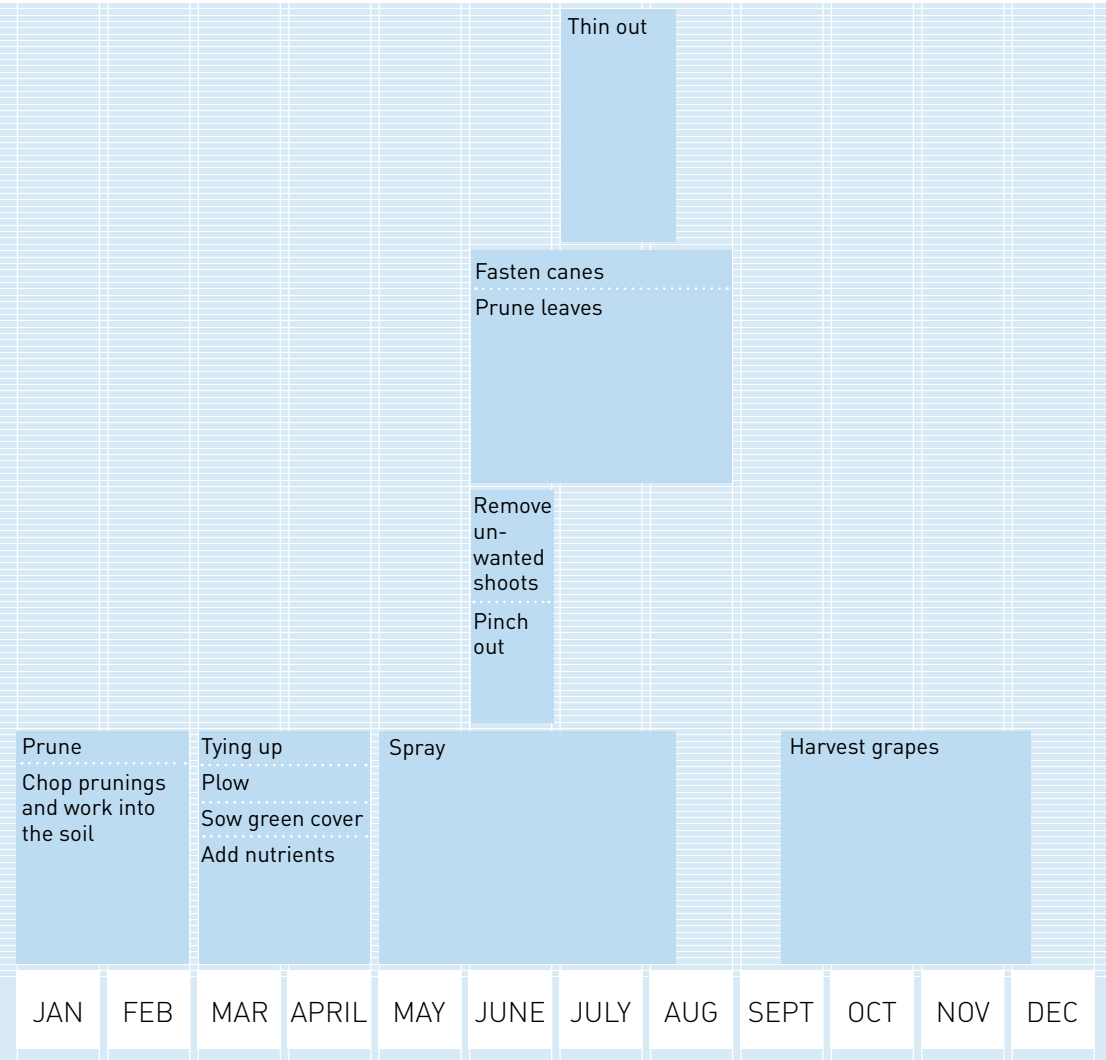 Thin out
Fasten canes
Prune leaves
Remove
un-
wanted
shoots
Pinch
out
Prune
Chop prunings
and work into
the soil
Tying up
Plow
Sow green cover
Add nutrients
Spray
Harvest grapes
JAN
FEB
MAR
APRIL
MAY
JUNE
JULY
AUG
SEPT
OCT
NOV
DEC